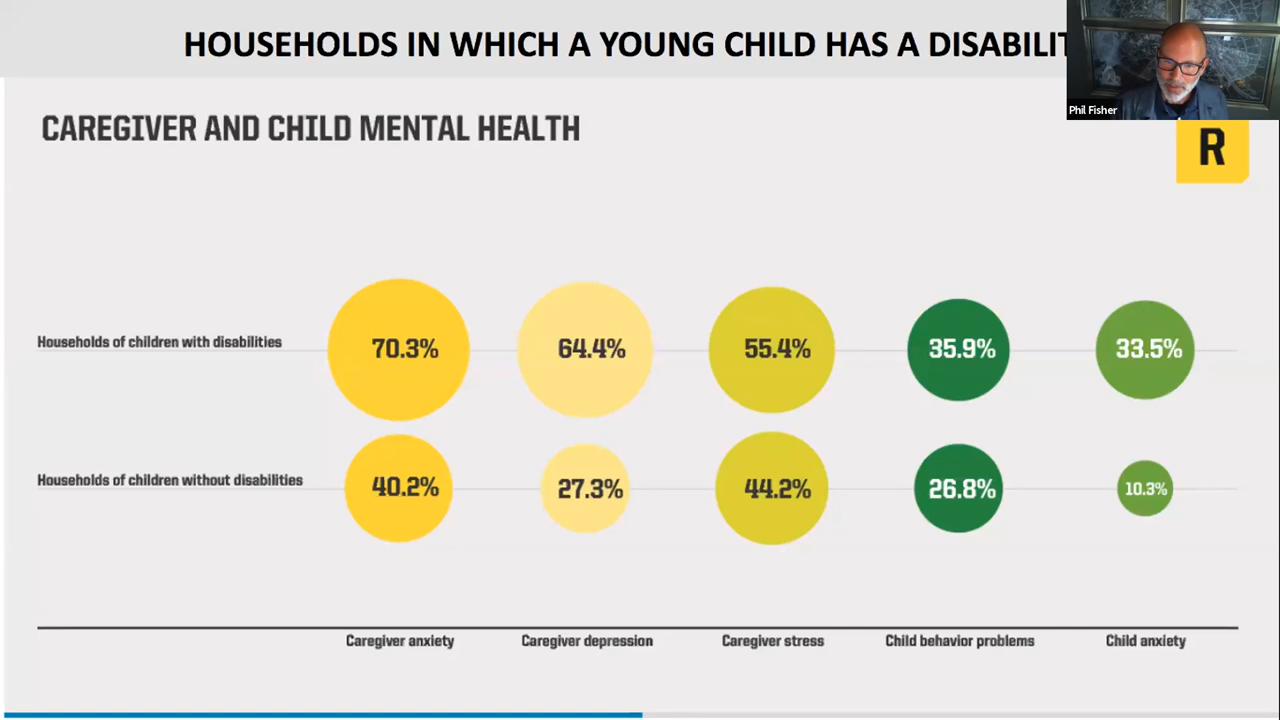 HOUSEHOLDS IN WHICH A YOUNG CHILD HAS A
Phil Fisher
CAREGIVER AND CHILD MENTAL HEALTH
R
Households of children with disabilities
70.3%
64.4%
55.4%
35.9%
33.5%
Households of children without disabilities
40.2%
27.3%
44.2%
26.8%
10.3%
Caregiver anxiety
Caregiver depression
Caregiver stress
Child behavior problems
Child anxiety